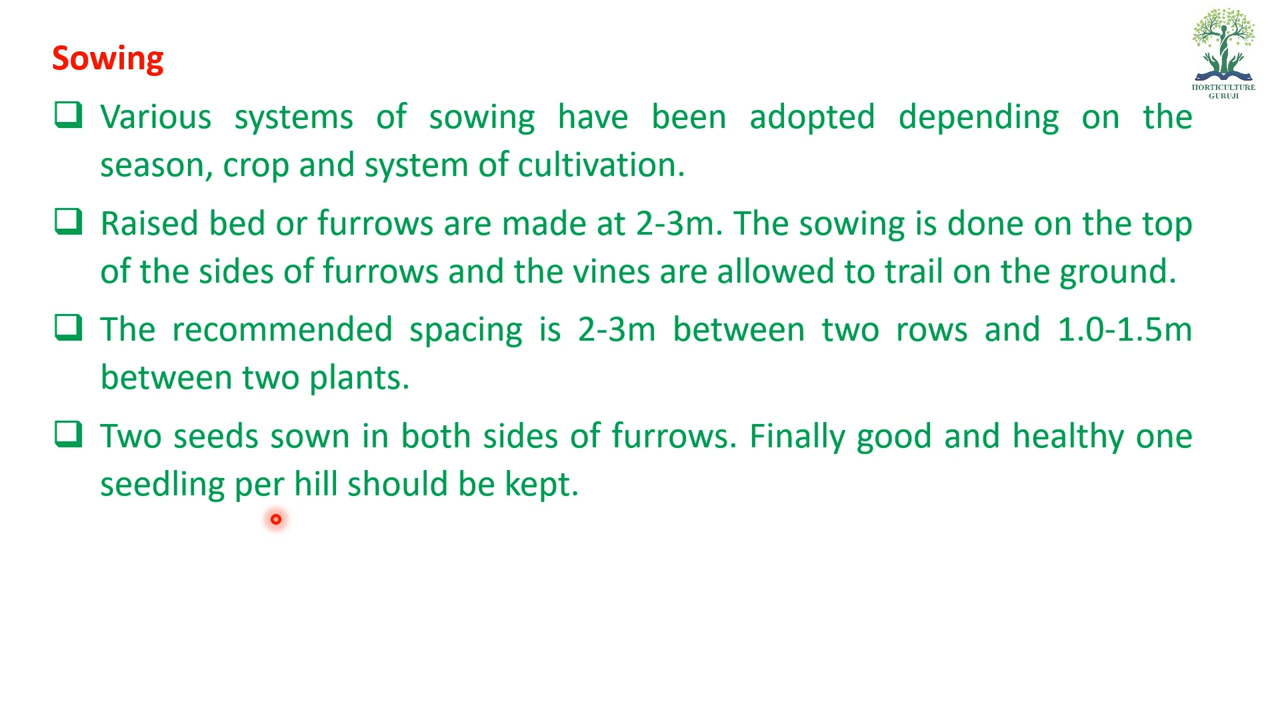 Sowing
HORTICULTURE
GURUJI
❑ Various systems of sowing have been adopted depending on the
season, crop and system of cultivation.
❑ Raised bed or furrows are made at 2-3m. The sowing is done on the top
of the sides of furrows and the vines are allowed to trail on the ground.
❑ The recommended spacing is 2-3m between two rows and 1.0-1.5m
between two plants.
❑ Two seeds sown in both sides of furrows. Finally good and healthy one
seedling per hill should be kept.